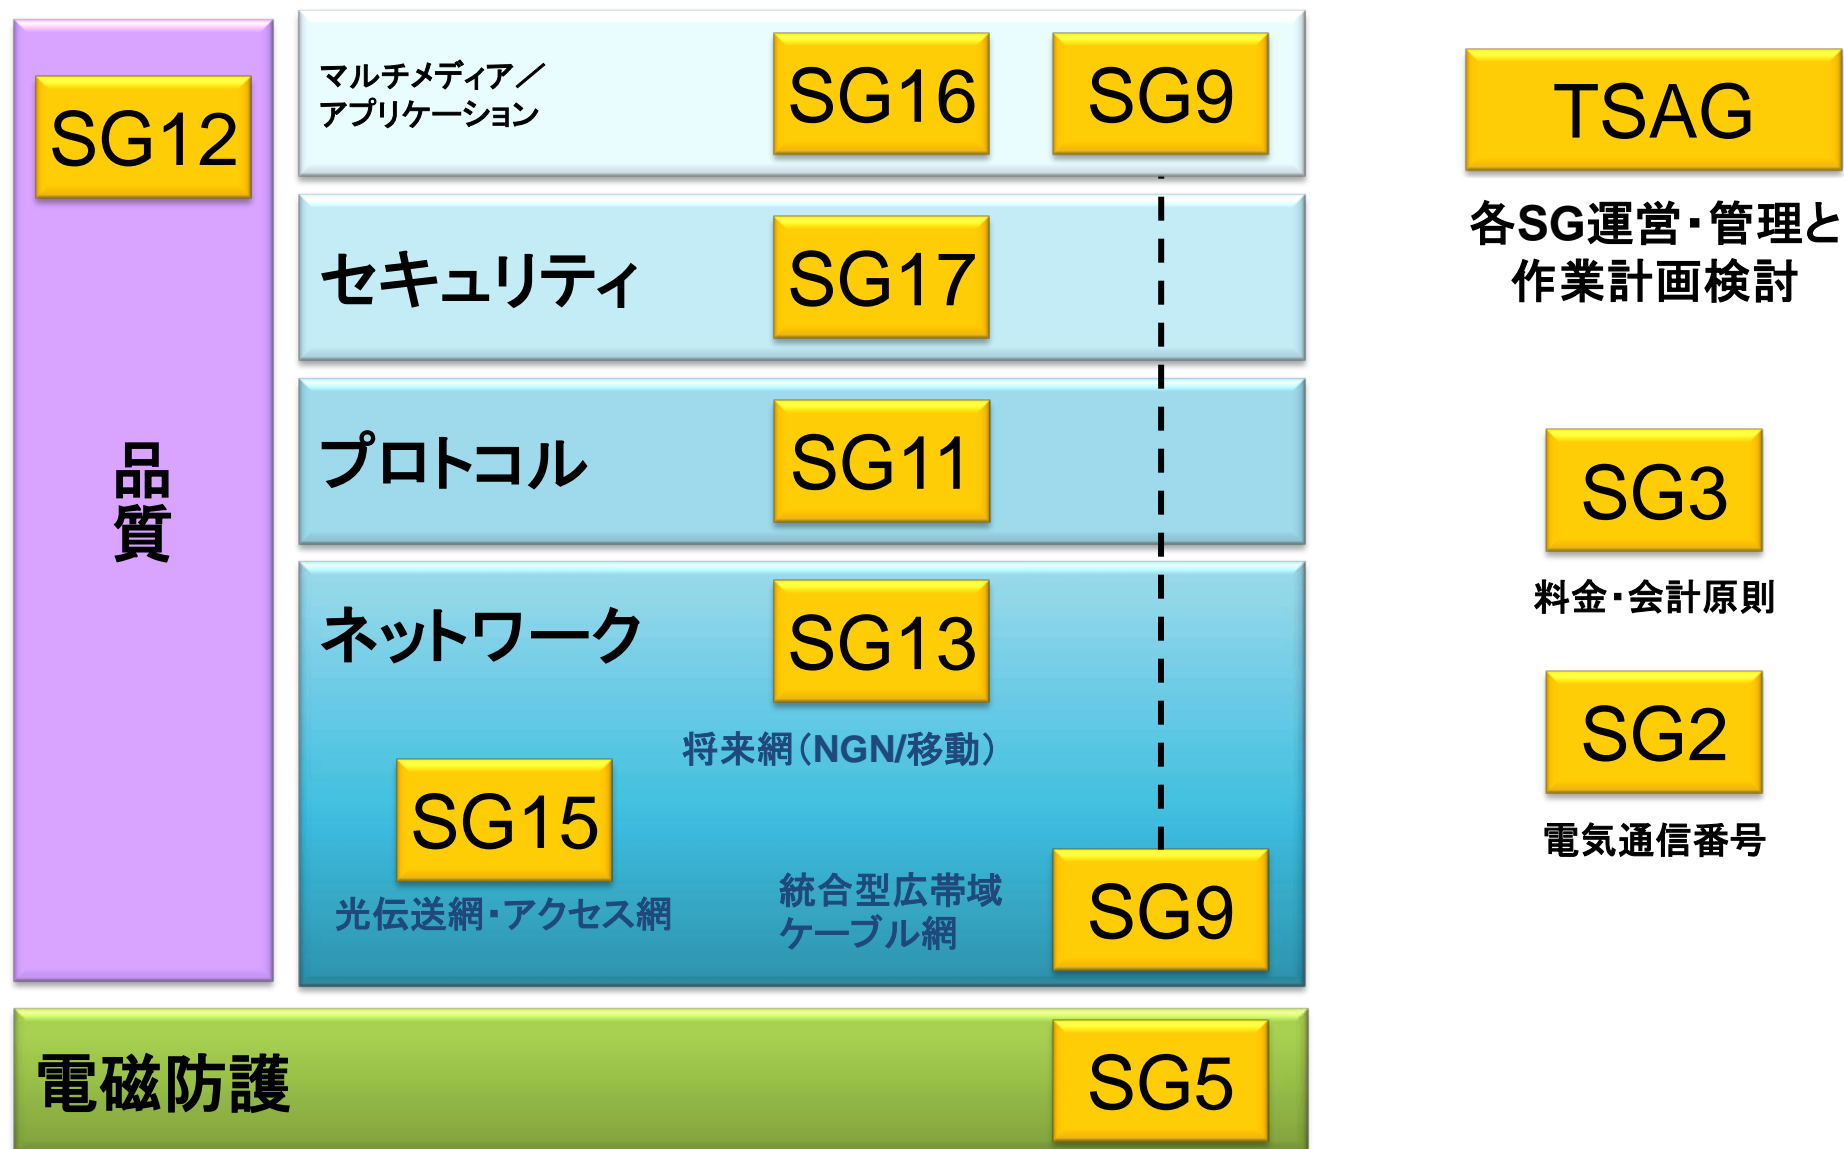 SG12
品
質
マルチメディア／
アプリケーション
SG16
SG9
セキュリティ
SG17
プロトコル
SG11
ネットワーク
SG13
将来網（NGN/移動）
SG15
光伝送網・アクセス網
統合型広帯域
ケーブル網
SG9
電磁防護
SG5
TSAG
各SG運営・管理と
作業計画検討
SG3
料金・会計原則
SG2
電気通信番号